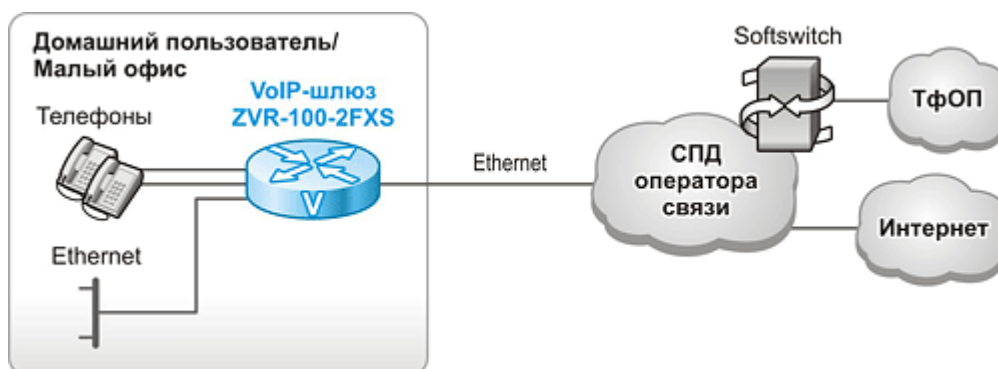 Домашний пользователь/
Малый офис
VoIP-шлюз
ZVR-100-2FXS
Телефоны
V
Ethernet
Ethernet
Softswitch
ТфОП
СПД
оператора
связи
Интернет